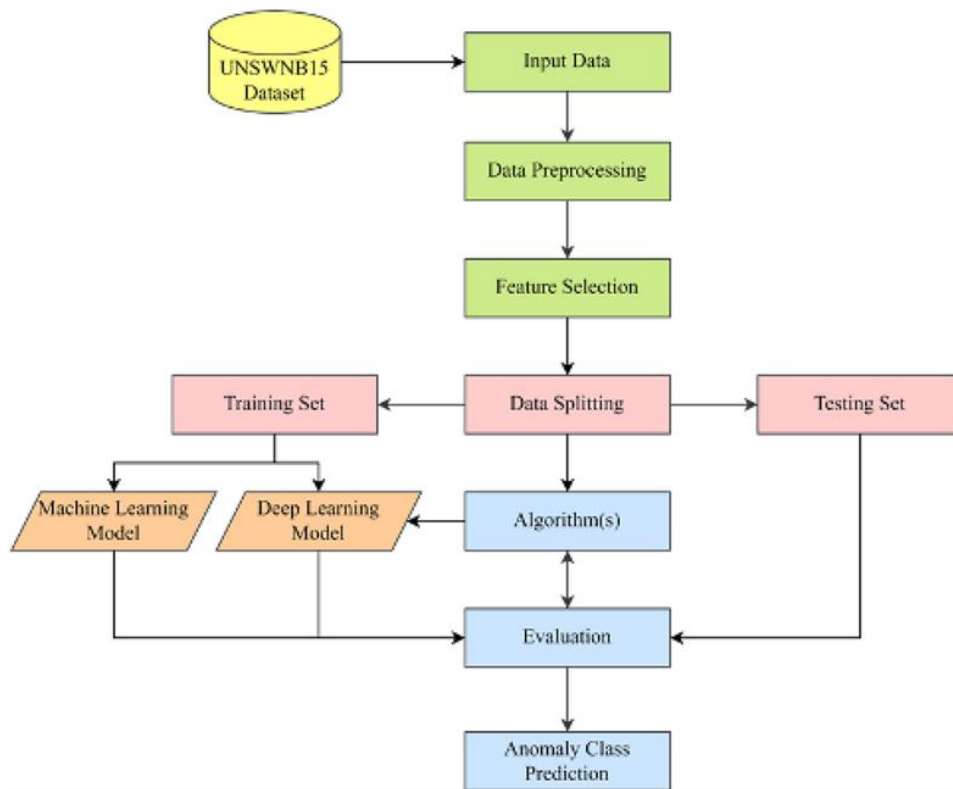 UNSWNB15
Dataset
Input Data
Data Preprocessing
Feature Selection
Training Set
Data Splitting
Testing Set
Machine Learning
Model
Deep Learning
Model
Algorithm(s)
Evaluation
Anomaly Class
Prediction